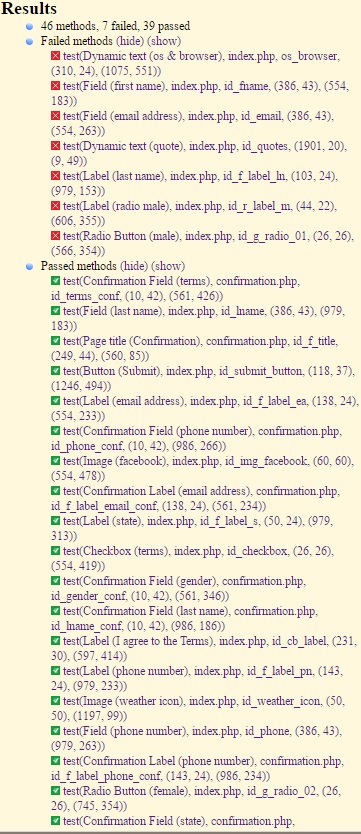 Results
46 methods, 7 failed, 39 passed
Failed methods (hide) (show)
test(Dynamic text (os & browser), index.php, os_browser,
(310, 24), (1075, 551))
test(Field (first name), index.php, id_fname, (386, 43), (554,
183))
test(Field (email address), index.php, id_email, (386, 43),
(554, 263))
test(Dynamic text (quote), index.php, id_quotes, (1901, 20),
(9, 49))
test(Label (last name), index.php, id_f_label_ln, (103, 24),
(979, 153))
test(Label (radio male), index.php, id_r_label_m, (44, 22),
(606, 355))
test(Radio Button (male), index.php, id_g_radio_01, (26, 26),
(566, 354))
Passed methods (hide) (show)
test(Confirmation Field (terms), confirmation.php,
id_terms_conf, (10, 42), (561, 426))
test(Field (last name), index.php, id_lname, (386, 43), (979,
183))
test(Page title (Confirmation), confirmation.php, id_f_title,
(249, 44), (560, 85))
test(Button (Submit), index.php, id_submit_button, (118, 37),
(1246, 494))
test(Label (email address), index.php, id_f_label_ea, (138, 24),
(554, 233))
test(Confirmation Field (phone number), confirmation.php,
id_phone_conf, (10, 42), (986, 266))
test(Image (facebook), index.php, id_img_facebook, (60, 60),
(554, 478))
test(Confirmation Label (email address), confirmation.php,
id_f_label_email_conf, (138, 24), (561, 234))
test(Label (state), index.php, id_f_label_s, (50, 24), (979,
313))
test(Checkbox (terms), index.php, id_checkbox, (26, 26),
(554, 419))
test(Confirmation Field (gender), confirmation.php,
id_gender_conf, (10, 42), (561, 346))
test(Confirmation Field (last name), confirmation.php,
id_lname_conf, (10, 42), (986, 186))
test(Label (I agree to the Terms), index.php, id_cb_label, (231,
30), (597, 414))
test(Label (phone number), index.php, id_f_label_pn, (143,
24), (979, 233))
test(Image (weather icon), index.php, id_weather_icon, (50,
50), (1197, 99))
test(Field (phone number), index.php, id_phone, (386, 43),
(979, 263))
test(Confirmation Label (phone number), confirmation.php,
id_f_label_phone_conf, (143, 24), (986, 234))
test(Radio Button (female), index.php, id_g_radio_02, (26,
26), (745, 354))
test(Confirmation Field (state), confirmation.php,